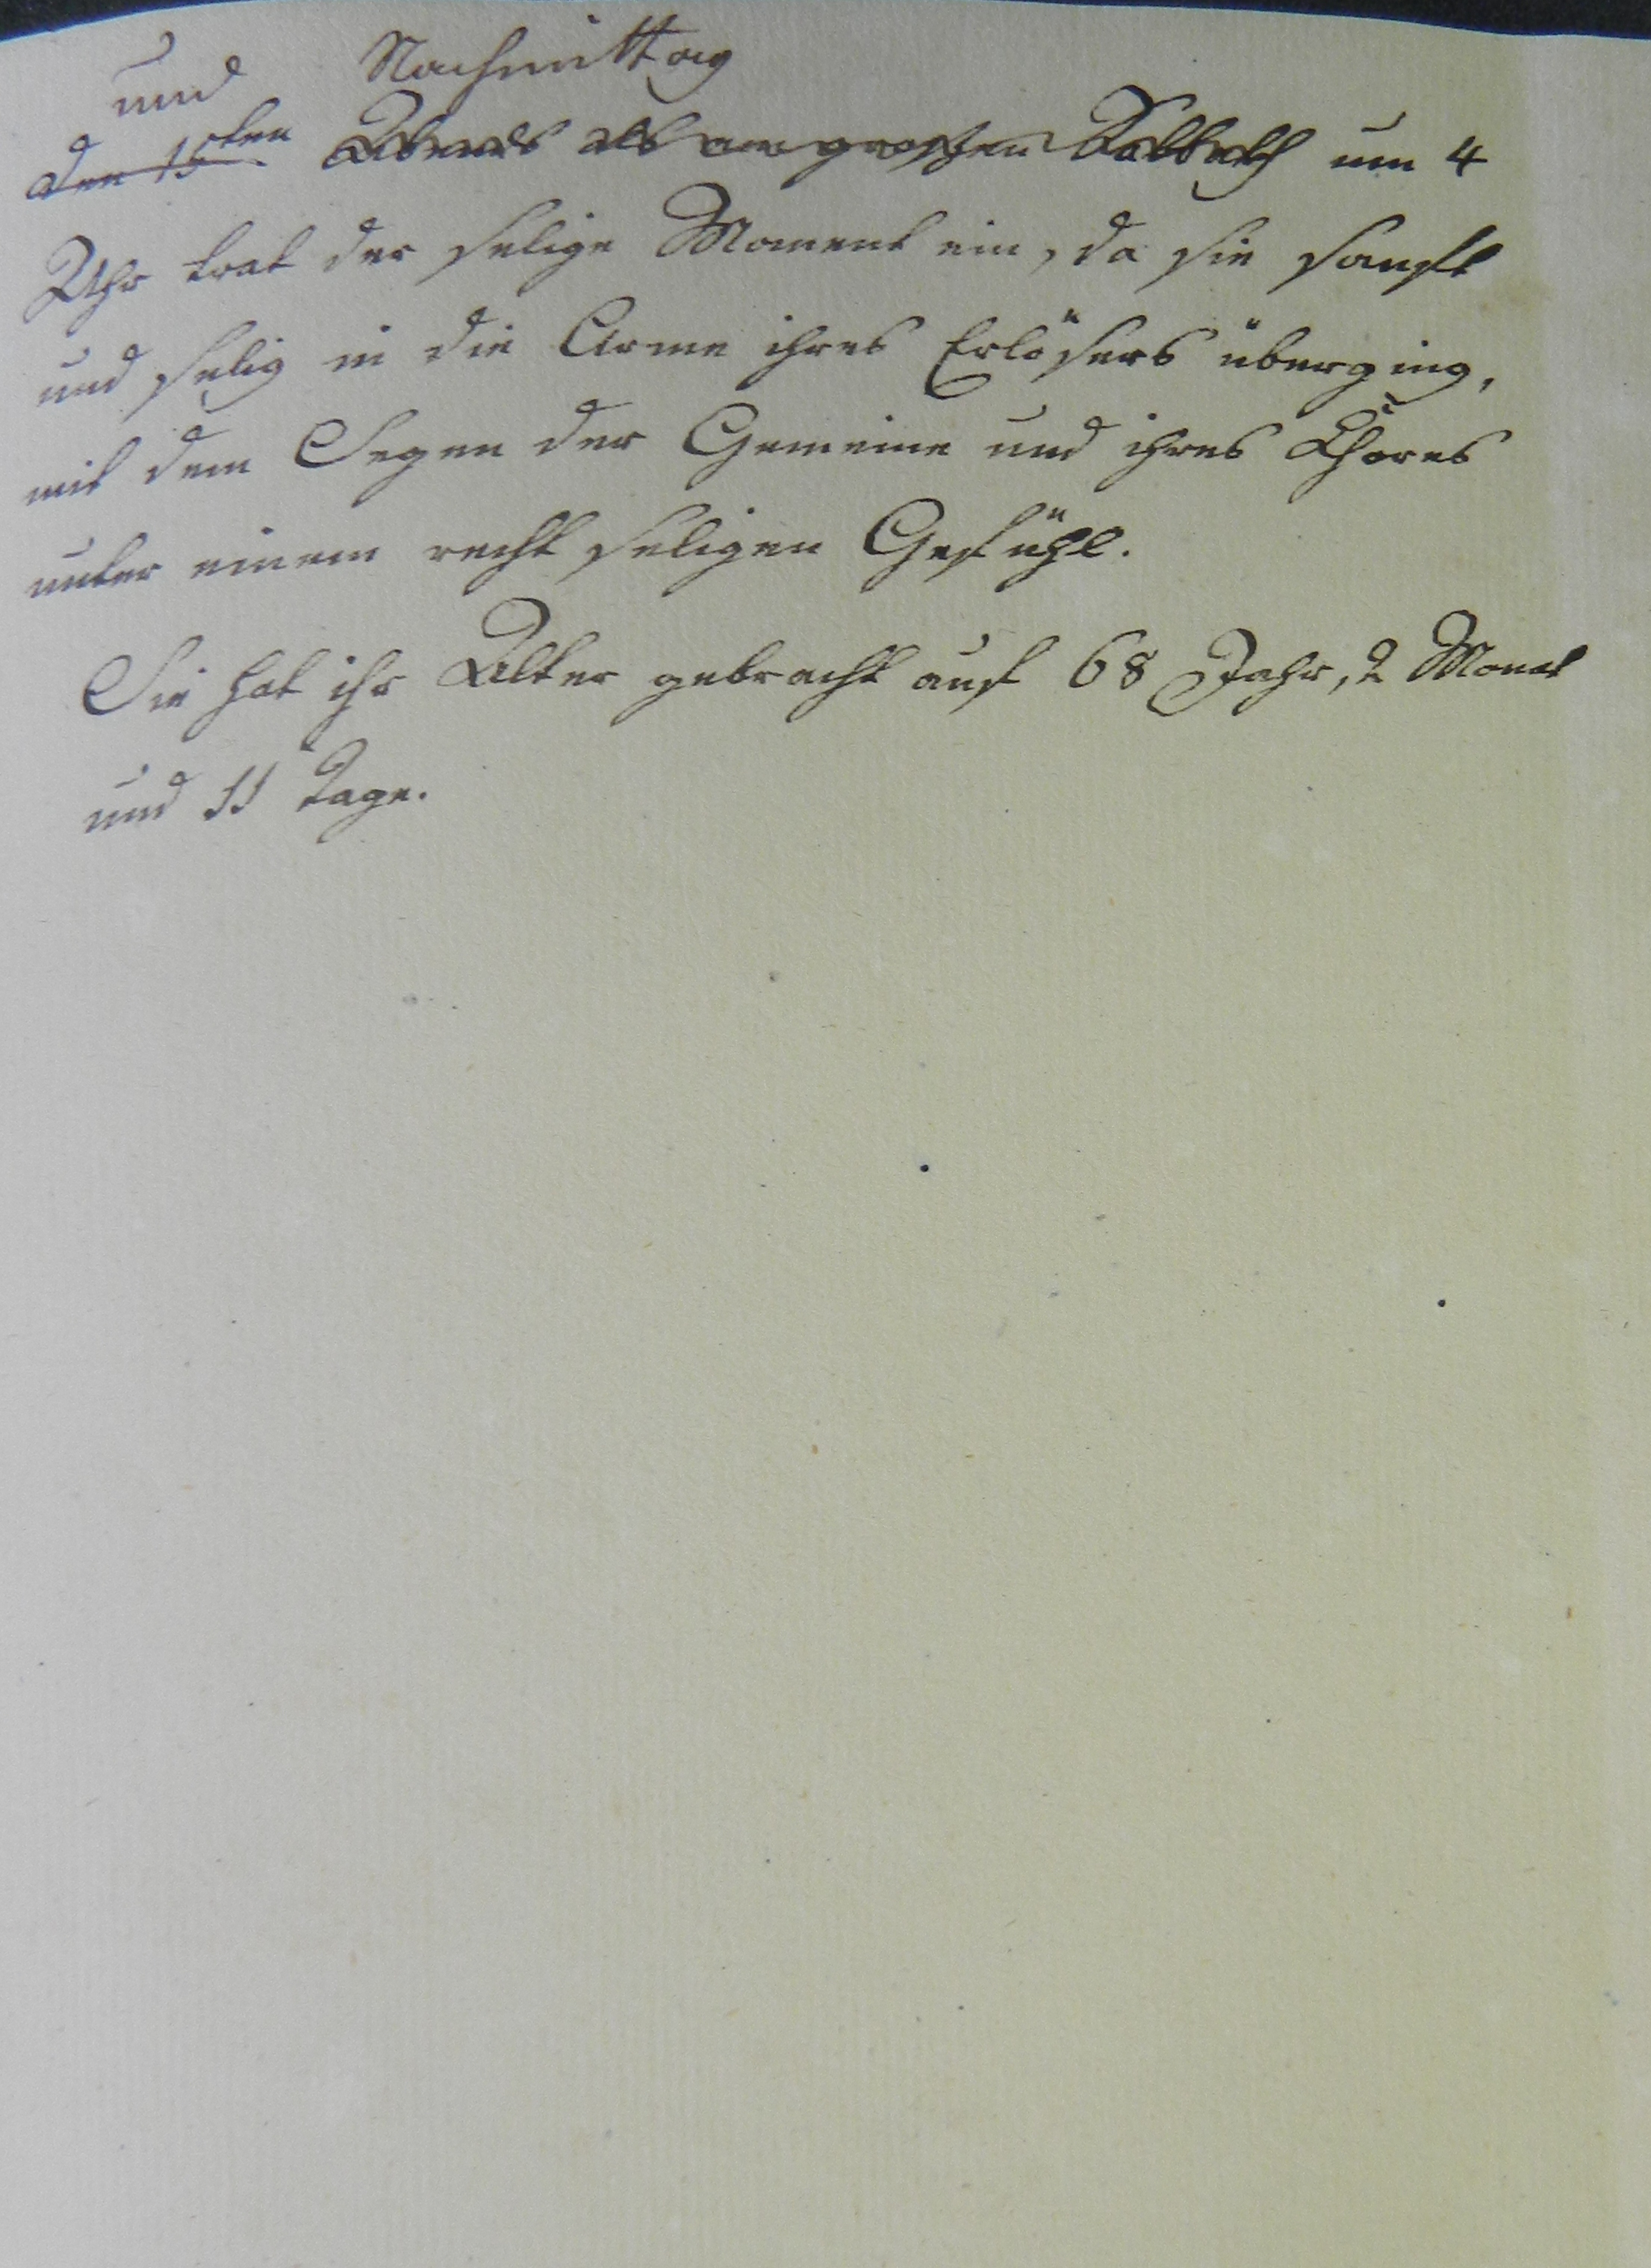 und Nachmittag
den 15ten Abends als am großen Sabbath um 4
Uhr trat der selige Moment ein, da sie sanft
und selig in die Arme ihres Erlösers überging,
mit dem Segen der Gemeine und ihres Chores
unter einem recht seligen Gefühl.
Sie hat ihr Alter gebracht auf 68 Jahr, 2 Monat
und 11 Tage.